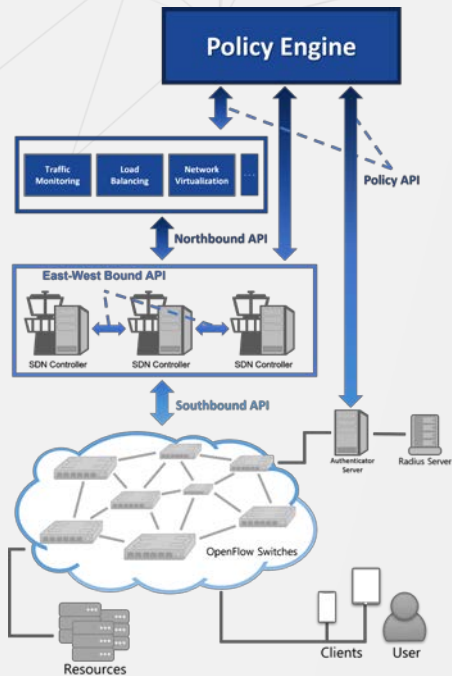 Policy Engine
Traffic
Monitoring
Load
Balancing
Network
Virtualization
...
Policy API
Northbound API
East-West Bound API
SDN Controller
SDN Controller
SDN Controller
Southbound API
Authenticator
Server
Radius Server
OpenFlow Switches
Resources
Clients
User